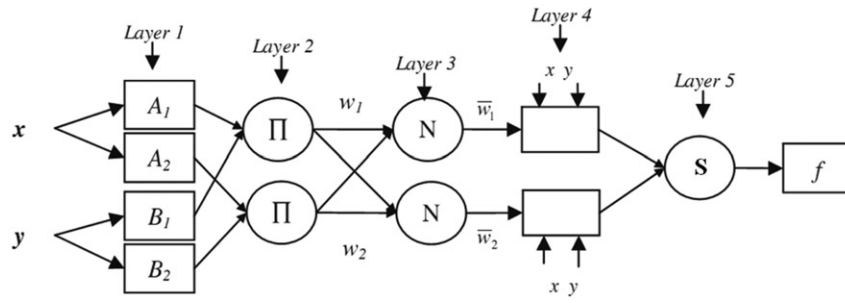 Layer 1
Layer 2
Layer 3
Layer 4
Layer 5
x
A₁
A₂
y
B₁
B₂
Π
Π
w₁
w₂
N
N
w̅₁
w̅₂
x y
x y
S
f